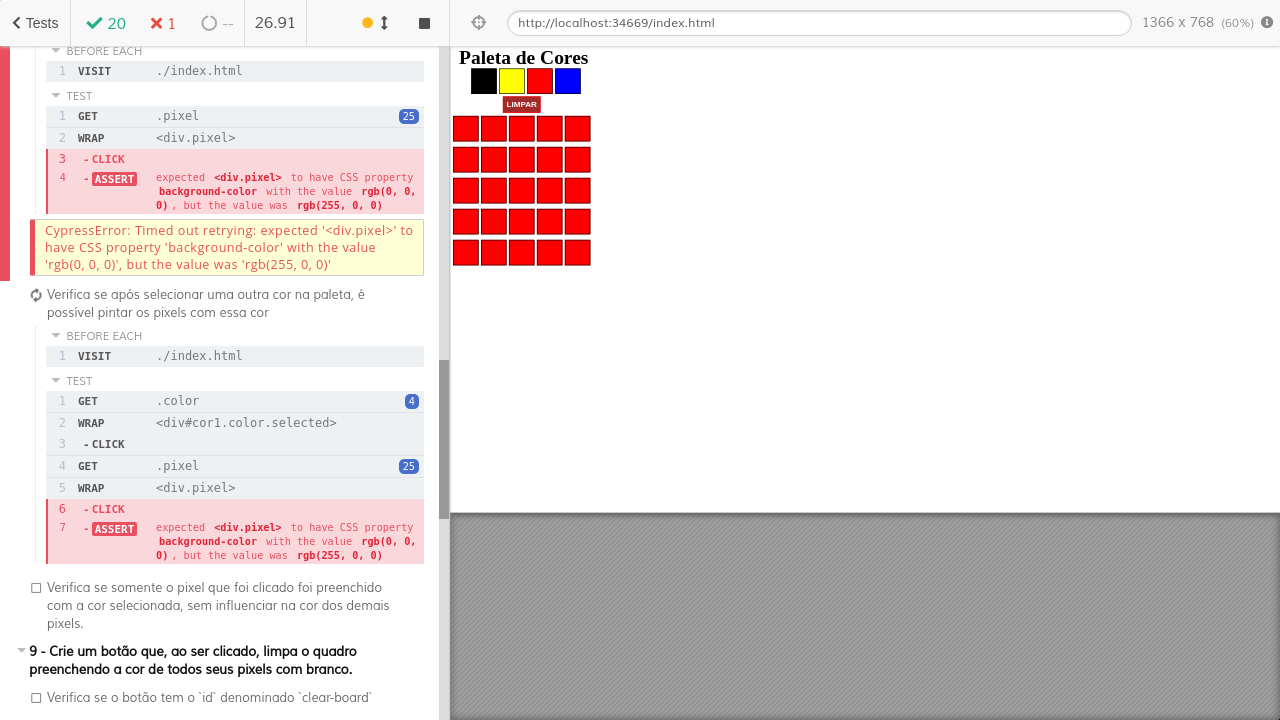 Tests
20
1
--
26.91
http://localhost:34669/index.html
1366 x 768 (60%)
BEFORE EACH
1 VISIT ./index.html
TEST
1 GET .pixel 25
2 WRAP <div.pixel>
3 - CLICK
4 - ASSERT expected <div.pixel> to have CSS property
background-color with the value rgb(0, 0,
0) , but the value was rgb(255, 0, 0)
CypressError: Timed out retrying: expected '<div.pixel>' to
have CSS property 'background-color' with the value
'rgb(0, 0, 0)', but the value was 'rgb(255, 0, 0)'
Verifica se após selecionar uma outra cor na paleta, é
possível pintar os pixels com essa cor
BEFORE EACH
1 VISIT ./index.html
TEST
1 GET .color 4
2 WRAP <div#cor1.color.selected>
3 - CLICK
4 GET .pixel 25
5 WRAP <div.pixel>
6 - CLICK
7 - ASSERT expected <div.pixel> to have CSS property
background-color with the value rgb(0, 0,
0) , but the value was rgb(255, 0, 0)
Verifica se somente o pixel que foi clicado foi preenchido
com a cor selecionada, sem influenciar na cor dos demais
pixels.
9 - Crie um botão que, ao ser clicado, limpa o quadro
preenchendo a cor de todos seus pixels com branco.
Verifica se o botão tem o `id` denominado `clear-board`
Paleta de Cores
LIMPAR